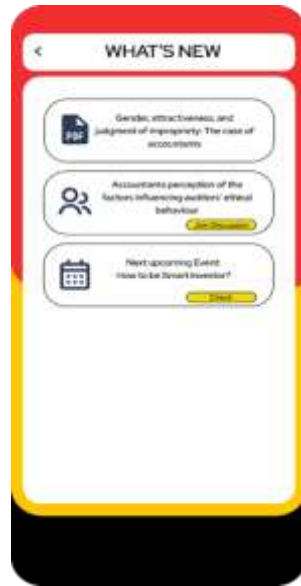 <
WHAT'S NEW
PDF
Gender, attractiveness, and
judgment of impropriety: The case of
accountants
Accountants perception of the
factors influencing auditors' ethical
behaviour
Join Discussion
Next upcoming Event:
How to be Smart Investor?